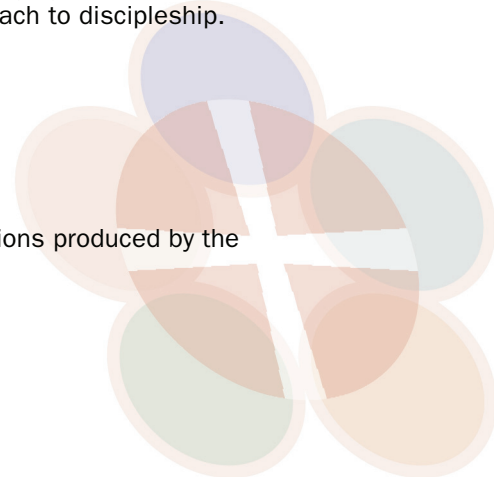 ach to discipleship.
ions produced by the